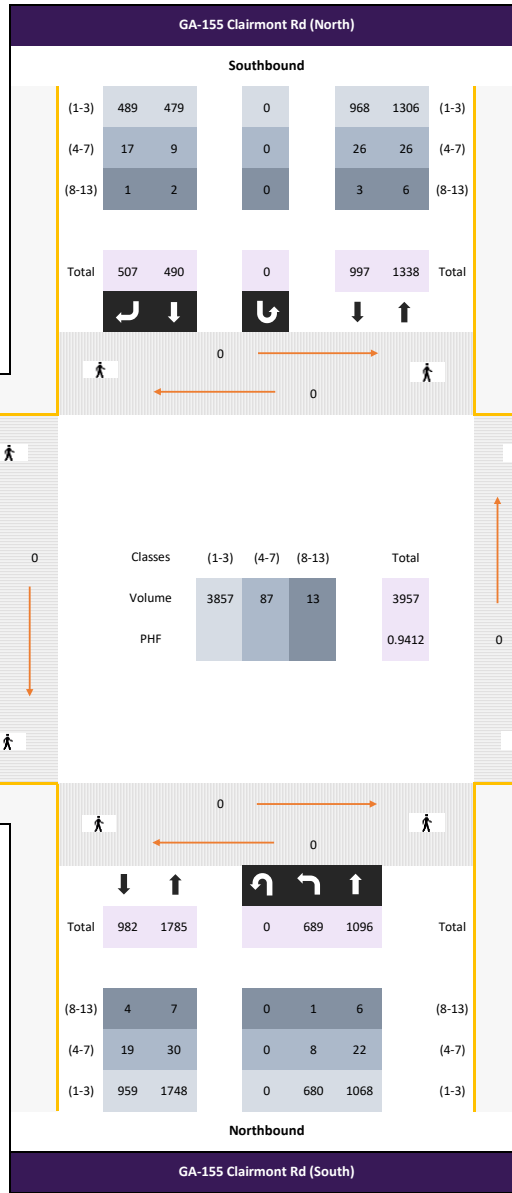 GA-155 Clairmont Rd (North)
Southbound
(1-3) 489 479 0 968 1306 (1-3)
(4-7) 17 9 0 26 26 (4-7)
(8-13) 1 2 0 3 6 (8-13)
Total 507 490 0 997 1338 Total
0
0
0
Classes (1-3) (4-7) (8-13) Total
Volume 3857 87 13 3957
PHF 0.9412
0
0
0
Total 982 1785 0 689 1096 Total
(8-13) 4 7 0 1 6 (8-13)
(4-7) 19 30 0 8 22 (4-7)
(1-3) 959 1748 0 680 1068 (1-3)
Northbound
GA-155 Clairmont Rd (South)